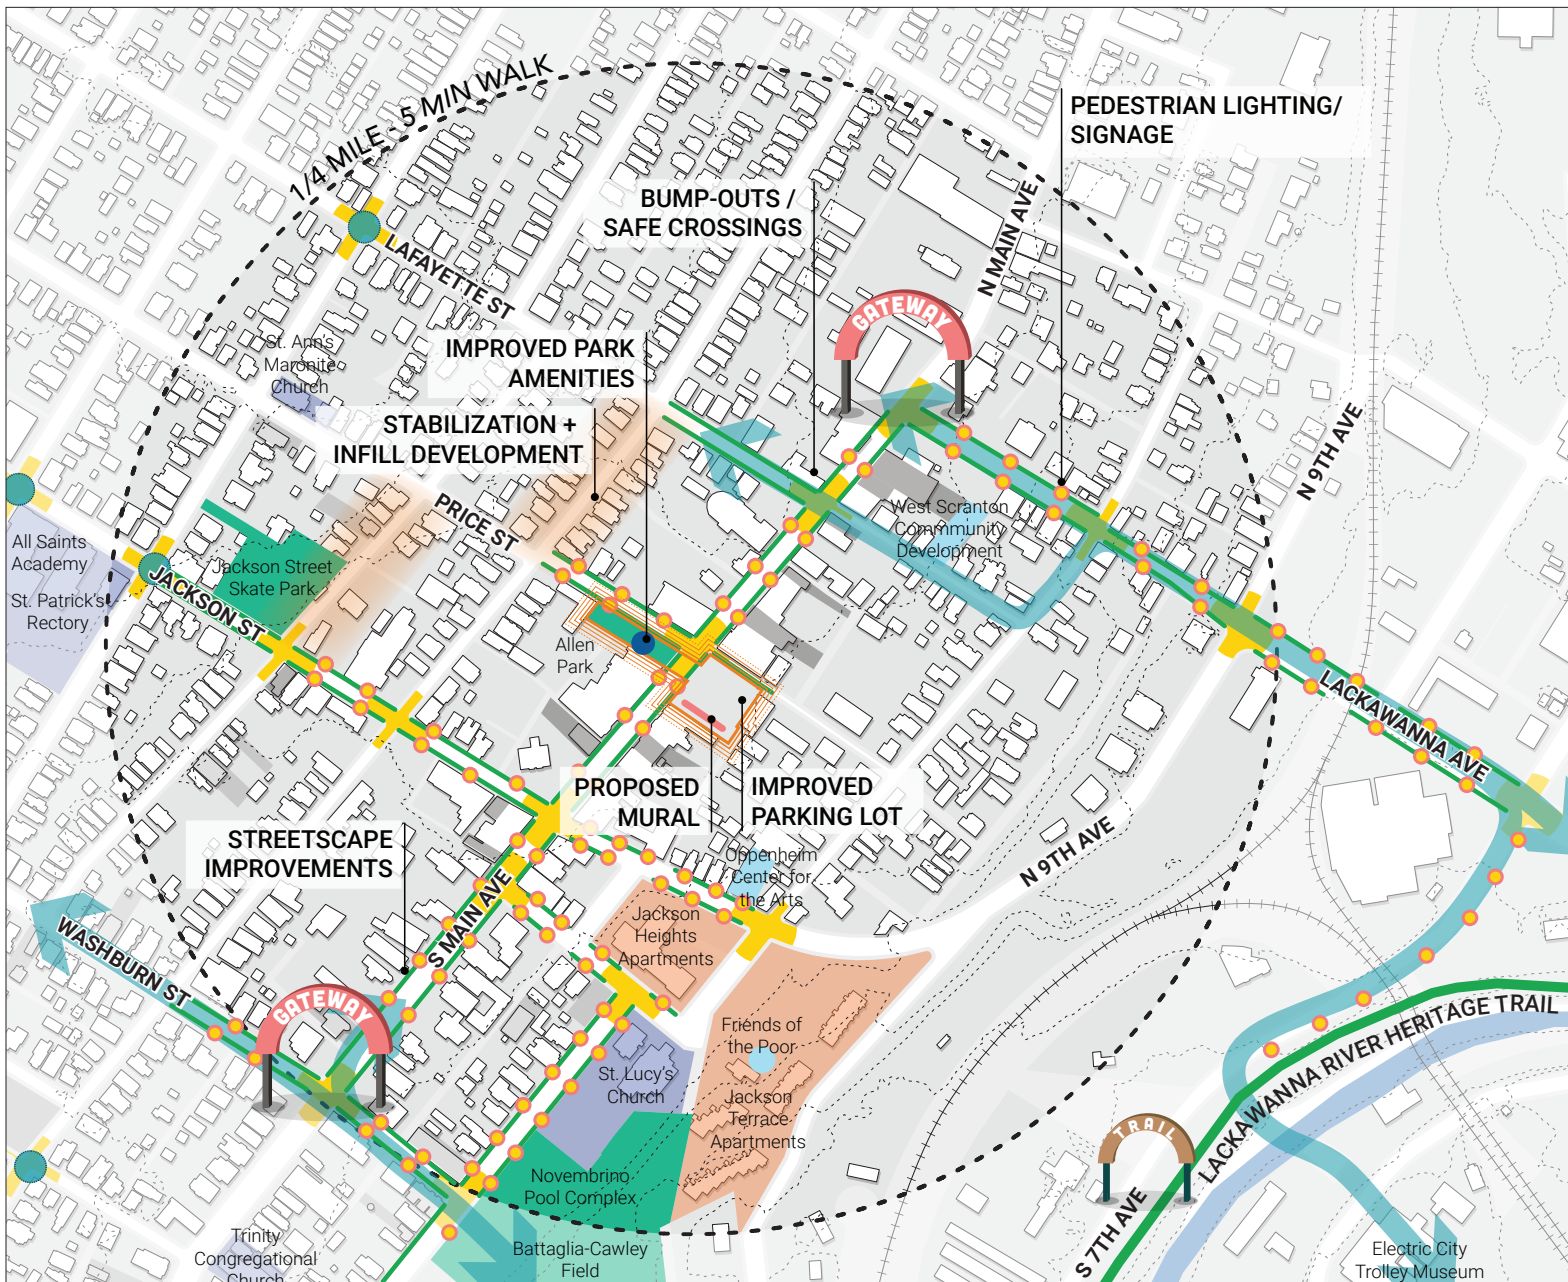 1/4 MILE - 5 MIN WALK
PEDESTRIAN LIGHTING/
SIGNAGE
BUMP-OUTS /
SAFE CROSSINGS
N MAIN AVE
LAFAYETTE ST
GATEWAY
IMPROVED PARK
AMENITIES
St. Ann's
Maronite
Church
STABILIZATION +
INFILL DEVELOPMENT
N 9TH AVE
PRICE ST
West Scranton
Commmunity
Development
All Saints
Academy
Jackson Street
Skate Park
St. Patrick's
Rectory
JACKSON ST
Allen
Park
LACKAWANNA AVE
PROPOSED
MURAL
IMPROVED
PARKING LOT
STREETSCAPE
IMPROVEMENTS
N 9TH AVE
Oppenheim
Center for
the Arts
S MAIN AVE
Jackson
Heights
Apartments
WASHBURN ST
GATEWAY
Friends of
the Poor
LACKAWANNA RIVER HERITAGE TRAIL
St. Lucy's
Church
Jackson
Terrace
Apartments
TRAIL
Novembrino
Pool Complex
S 7TH AVE
Trinity
Congregational
Church
Battaglia-Cawley
Field
Electric City
Trolley Museum